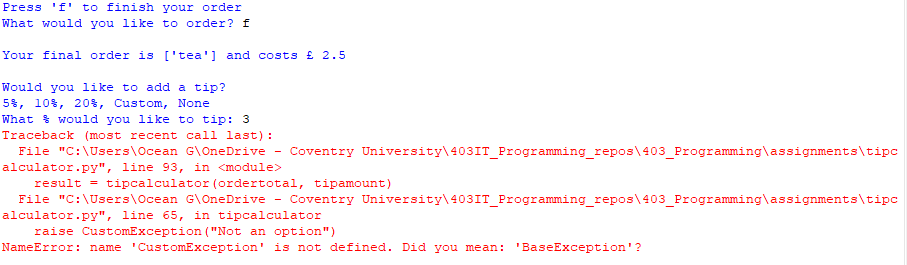 Press 'f' to finish your order
What would you like to order? f
Your final order is ['tea'] and costs £ 2.5
Would you like to add a tip?
5%, 10%, 20%, Custom, None
What % would you like to tip: 3
Traceback (most recent call last):
  File "C:\Users\Ocean G\OneDrive - Coventry University\403IT_Programming_repos\403_Programming\assignments\tipc
alculator.py", line 93, in <module>
    result = tipcalculator(ordertotal, tipamount)
  File "C:\Users\Ocean G\OneDrive - Coventry University\403IT_Programming_repos\403_Programming\assignments\tipc
alculator.py", line 65, in tipcalculator
    raise CustomException("Not an option")
NameError: name 'CustomException' is not defined. Did you mean: 'BaseException'?